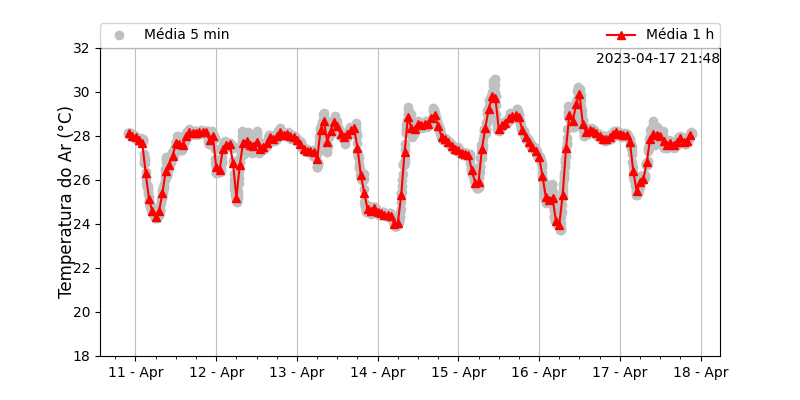 Média 5 min
Média 1 h
2023-04-17 21:48
Temperatura do Ar (°C)
32
30
28
26
24
22
20
18
11 - Apr
12 - Apr
13 - Apr
14 - Apr
15 - Apr
16 - Apr
17 - Apr
18 - Apr